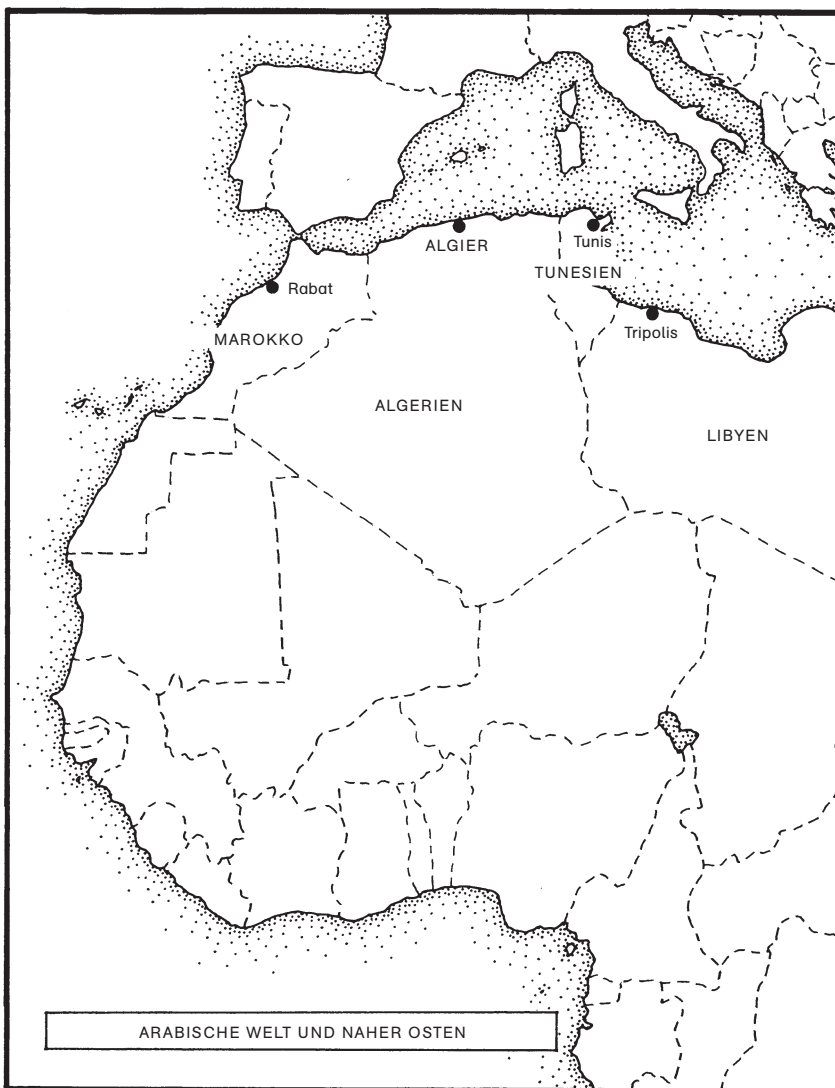 ALGIER
Tunis
TUNESIEN
Rabat
Tripolis
MAROKKO
ALGERIEN
LIBYEN
ARABISCHE WELT UND NAHER OSTEN